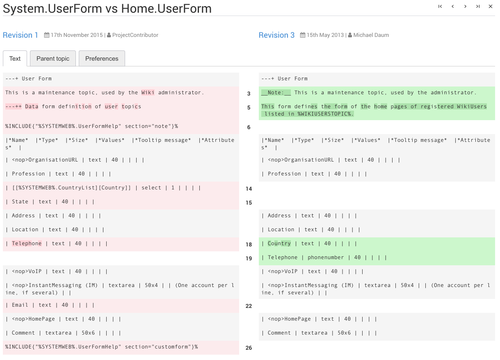 System.UserForm vs Home.UserForm
Revision 1 17th November 2015 | ProjectContributor
Revision 3 15th May 2013 | Michael Daum
Text
Parent topic
Preferences
---+ User Form
This is a maintenance topic, used by the Wiki administrator.
---++ Data form definition of user topics
%INCLUDE{"%SYSTEMWEB%.UserFormHelp" section="note"}%
|*Name* |*Type* |*Size* |*Values* |*Tooltip message* |*Attribute
s* |
| <nop>OrganisationURL | text | 40 | | | |
| Profession | text | 40 | | | |
| [[%SYSTEMWEB%.CountryList][Country]] | select | 1 | | | |
| State | text | 40 | | | |
| Address | text | 40 | | | |
| Location | text | 40 | | | |
| Telephone | text | 40 | | | |
| <nop>VoIP | text | 40 | | | |
| <nop>InstantMessaging (IM) | textarea | 50x4 | | (One account per l
ine, if several) | |
| Email | text | 40 | | | |
| <nop>HomePage | text | 40 | | | |
| Comment | textarea | 50x6 | | | |
%INCLUDE{"%SYSTEMWEB%.UserFormHelp" section="customform"}%
3
5
6
14
15
18
19
22
26
---+ User Form
__Note:__ This is a maintenance topic, used by the administrator.
This form defines the form of the home pages of registered WikiUsers
listed in %WIKIUSERSTOPIC%.
|*Name* |*Type* |*Size* |*Values* |*Tooltip message* |*Attribute
s* |
| <nop>OrganisationURL | text | 40 | | | |
| Profession | text | 40 | | | |
| Address | text | 40 | | | |
| Location | text | 40 | | | |
| Country | text | 40 | | | |
| Telephone | phonenumber | 40 | | | |
| <nop>VoIP | text | 40 | | | |
| <nop>InstantMessaging (IM) | textarea | 50x4 | | (One account per l
ine, if several) | |
| <nop>HomePage | text | 40 | | | |
| Comment | textarea | 50x6 | | | |